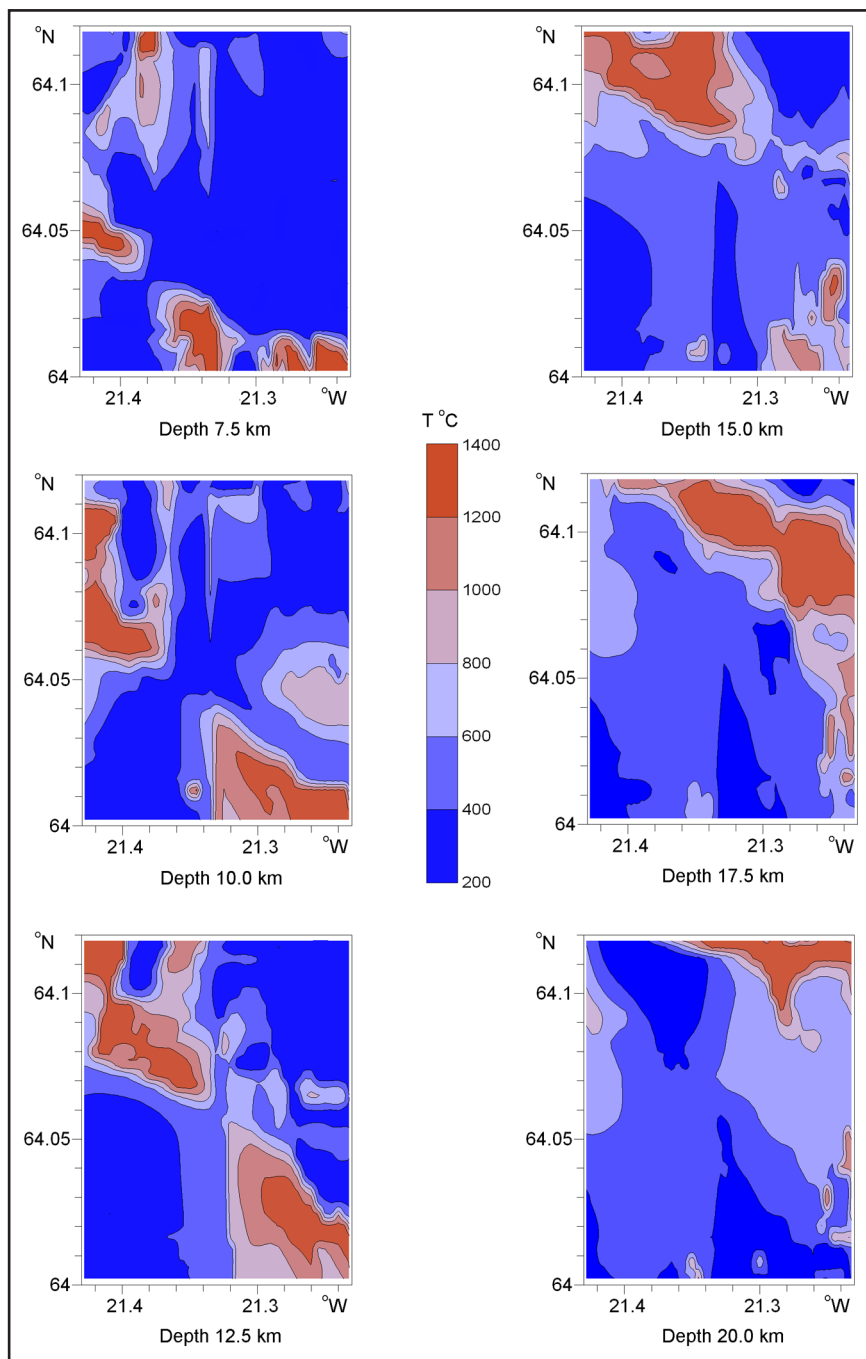 °N
64.1
64.05
64
21.4 21.3 °W
Depth 7.5 km
°N
64.1
64.05
64
21.4 21.3 °W
Depth 15.0 km
T °C
1400
1200
1000
800
600
400
200
°N
64.1
64.05
64
21.4 21.3 °W
Depth 10.0 km
°N
64.1
64.05
64
21.4 21.3 °W
Depth 17.5 km
°N
64.1
64.05
64
21.4 21.3 °W
Depth 12.5 km
°N
64.1
64.05
64
21.4 21.3 °W
Depth 20.0 km